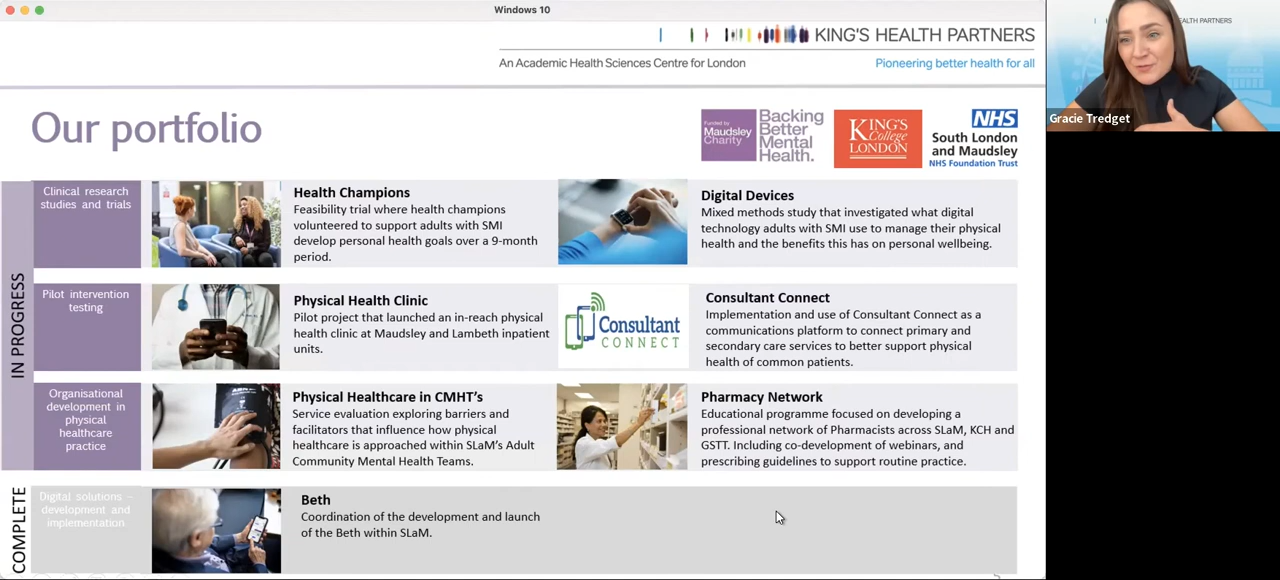 Windows 10
KING'S HEALTH PARTNERS
An Academic Health Sciences Centre for London
Pioneering better health for all
ALTH PARTNERS
Gracie Tredget
Our portfolio
Funded by
Maudsley
Charity
Backing
Better
Mental
Health.
KING'S
College
LONDON
NHS
South London
and Maudsley
NHS Foundation Trust
IN PROGRESS
Clinical research
studies and trials
Health Champions
Feasibility trial where health champions
volunteered to support adults with SMI
develop personal health goals over a 9-month
period.
Digital Devices
Mixed methods study that investigated what digital
technology adults with SMI use to manage their physical
health and the benefits this has on personal wellbeing.
Pilot intervention
testing
Physical Health Clinic
Pilot project that launched an in-reach physical
health clinic at Maudsley and Lambeth inpatient
units.
Consultant
CONNECT
Consultant Connect
Implementation and use of Consultant Connect as a
communications platform to connect primary and
secondary care services to better support physical
health of common patients.
Organisational
development in
physical
healthcare
practice
Physical Healthcare in CMHT's
Service evaluation exploring barriers and
facilitators that influence how physical
healthcare is approached within SLaM's Adult
Community Mental Health Teams.
Pharmacy Network
Educational programme focused on developing a
professional network of Pharmacists across SLaM, KCH and
GSTT. Including co-development of webinars, and
prescribing guidelines to support routine practice.
COMPLETE
Digital solutions –
development and
implementation
Beth
Coordination of the development and launch
of the Beth within SLaM.